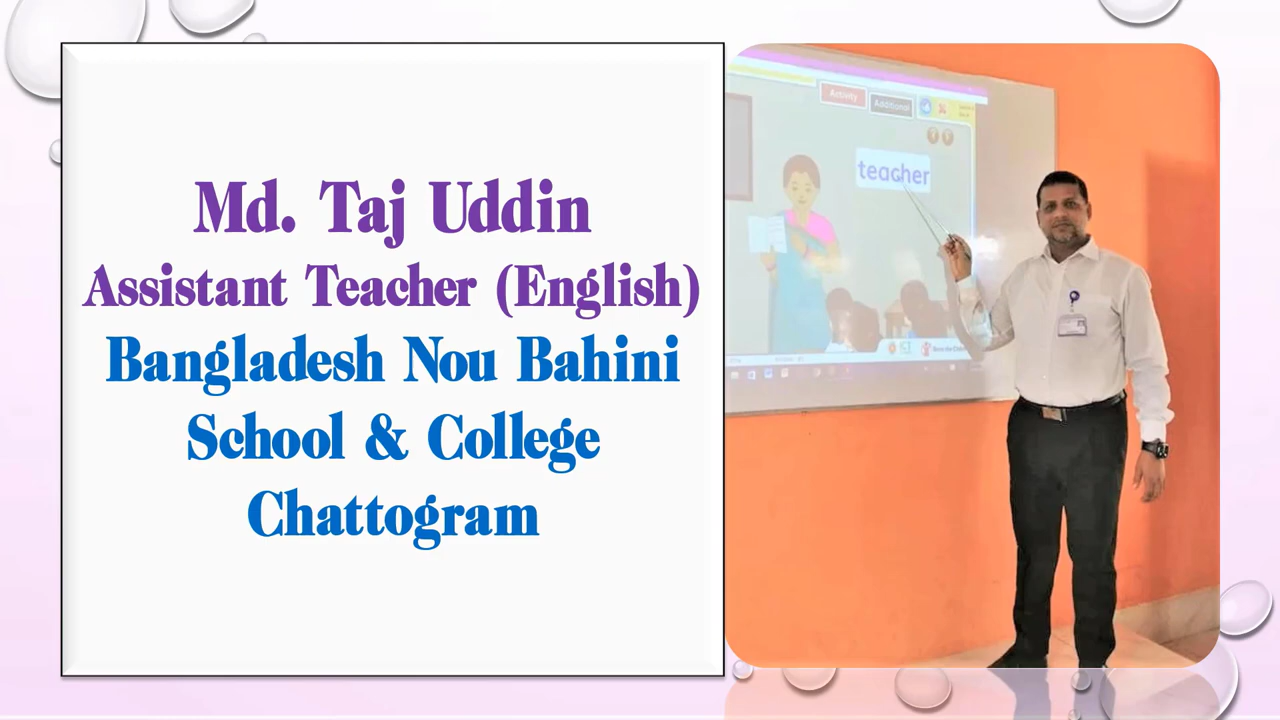 Md. Taj Uddin
Assistant Teacher (English)
Bangladesh Nou Bahini
School & College
Chattogram
Activity
Additional
teacher